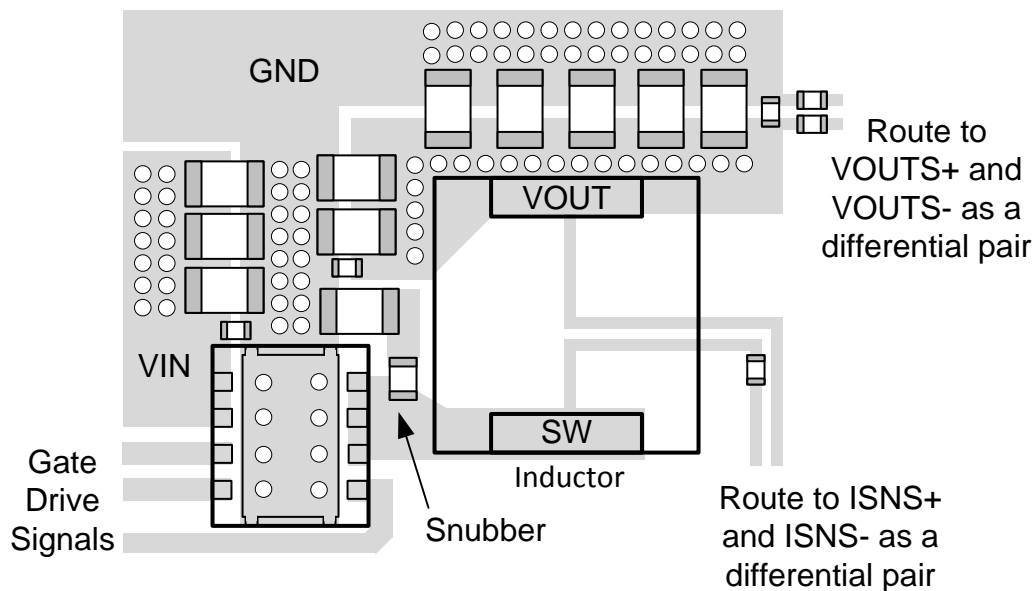 GND
Route to
VOUTS+ and
VOUTS- as a
differential pair
VOUT
VIN
SW
Inductor
Gate
Drive
Signals
Snubber
Route to ISNS+
and ISNS- as a
differential pair